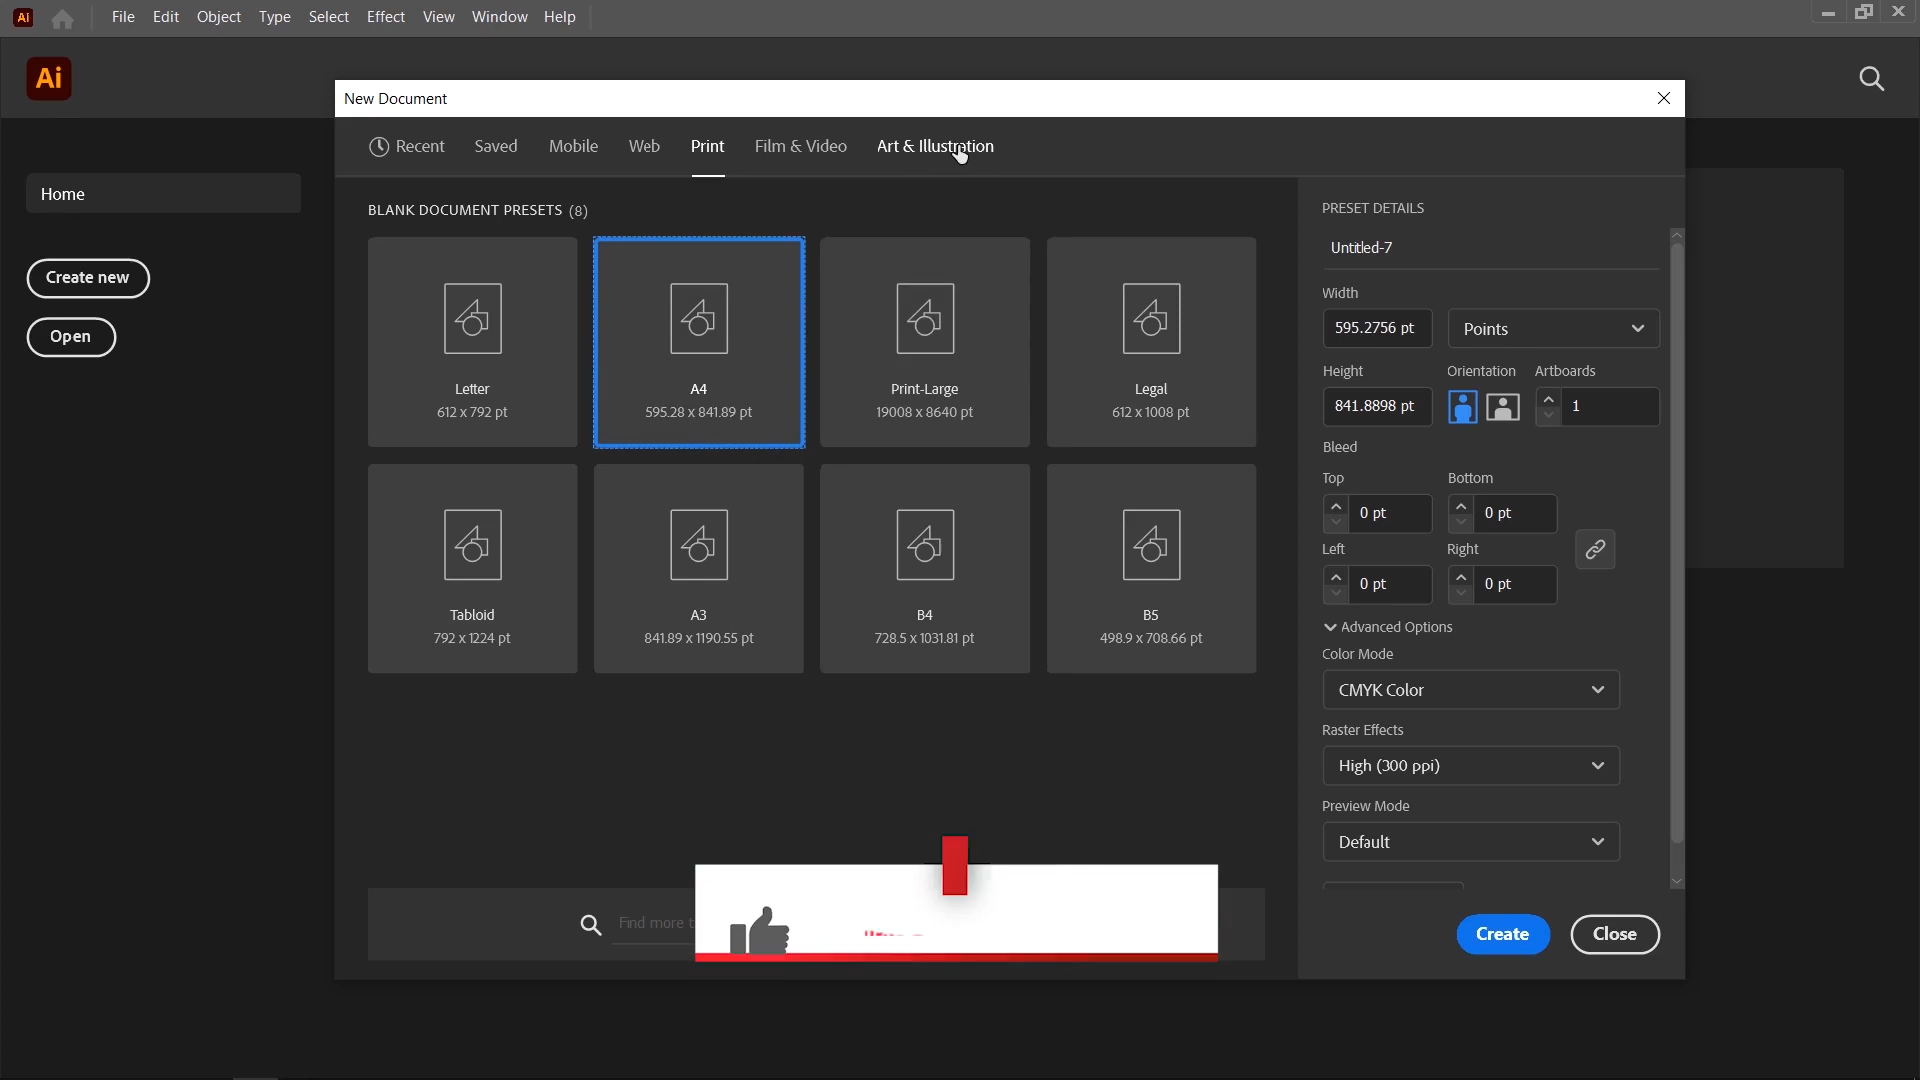 Ai File Edit Object Type Select Effect View Window Help
Ai
New Document
Recent Saved Mobile Web Print Film & Video Art & Illustration
Home
Create new
Open
BLANK DOCUMENT PRESETS (8)
Letter
612 x 792 pt
A4
595.28 x 841.89 pt
Print-Large
19008 x 8640 pt
Legal
612 x 1008 pt
Tabloid
792 x 1224 pt
A3
841.89 x 1190.55 pt
B4
728.5 x 1031.81 pt
B5
498.9 x 708.66 pt
Find more
PRESET DETAILS
Untitled-7
Width
595.2756 pt Points
Height Orientation Artboards
841.8898 pt 1
Bleed
Top Bottom
0 pt 0 pt
Left Right
0 pt 0 pt
Advanced Options
Color Mode
CMYK Color
Raster Effects
High (300 ppi)
Preview Mode
Default
Create Close